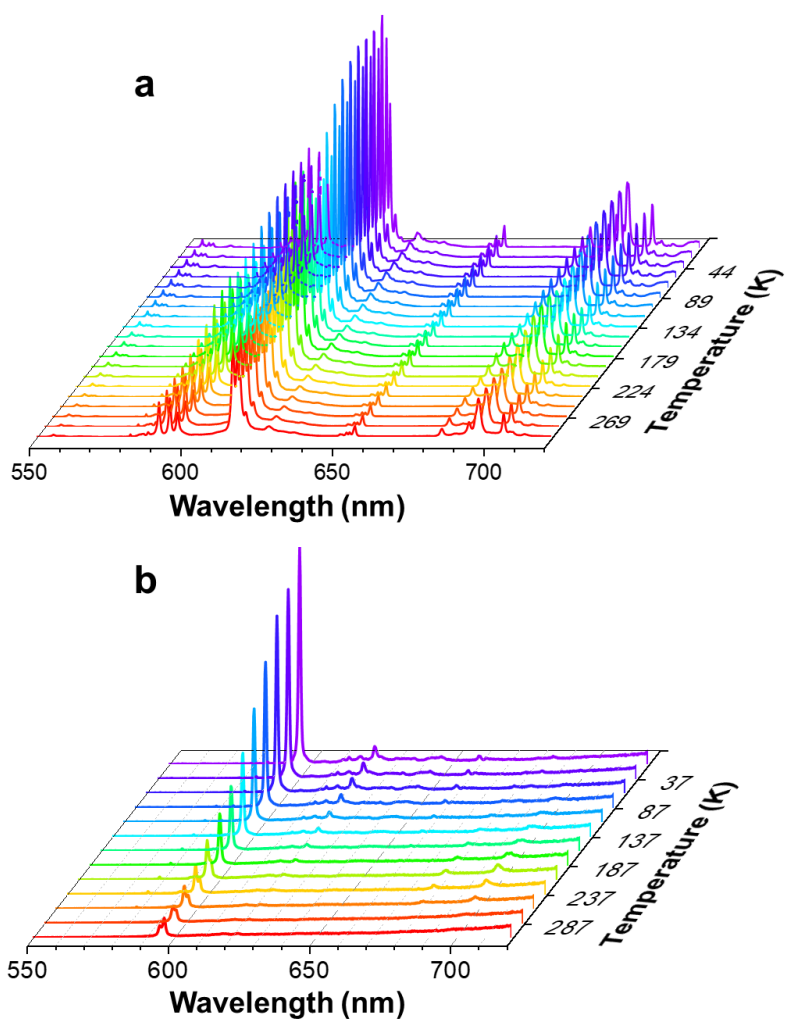 a
44
89
134
179
224
269
Temperature (K)
550 600 650 700
Wavelength (nm)
b
37
87
137
187
237
287
Temperature (K)
550 600 650 700
Wavelength (nm)